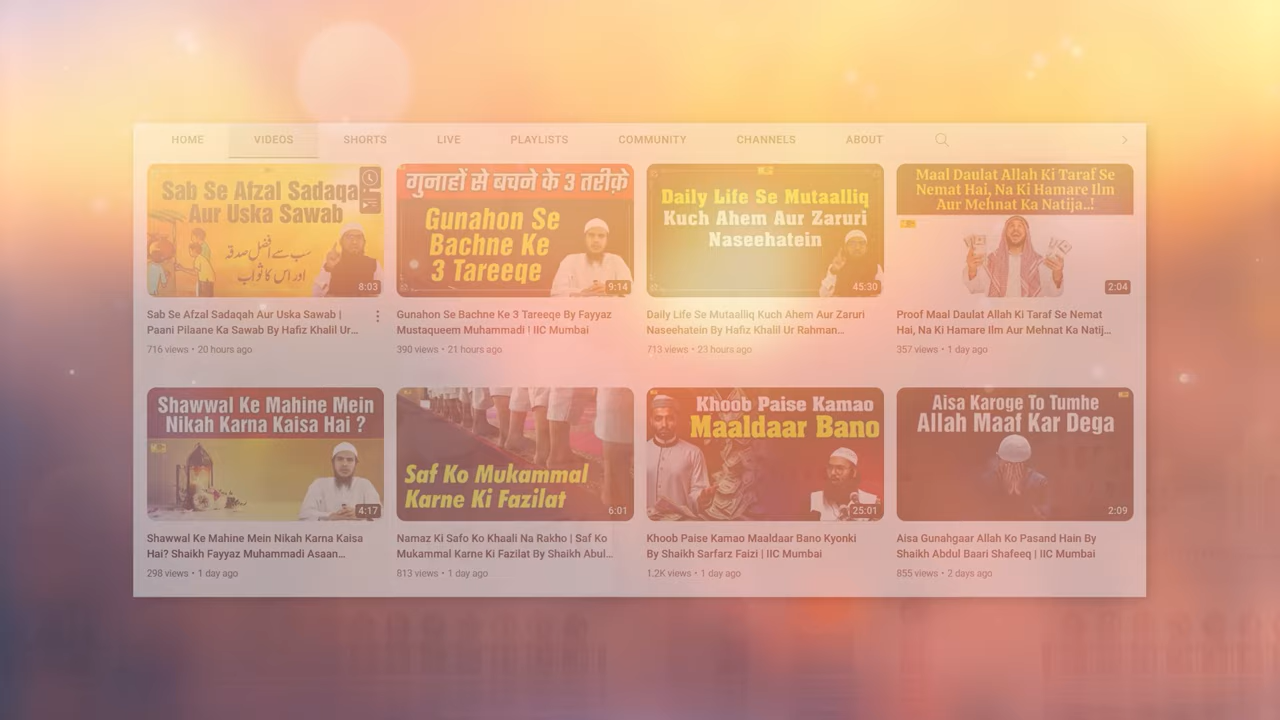 HOME VIDEOS SHORTS LIVE PLAYLISTS COMMUNITY CHANNELS ABOUT
Sab Se Afzal Sadaqa
Aur Uska Sawab
سب سے افضل صدقہ
اور اس کا ثواب
8:03
Sab Se Afzal Sadaqah Aur Uska Sawab |
Paani Pilaane Ka Sawab By Hafiz Khalil Ur...
716 views • 20 hours ago
गुनाहों से बचने के 3 तरीक़े
Gunahon Se
Bachne Ke
3 Tareeqe
9:14
Gunahon Se Bachne Ke 3 Tareeqe By Fayyaz
Mustaqueem Muhammadi ! IIC Mumbai
390 views • 21 hours ago
Daily Life Se Mutaalliq
Kuch Ahem Aur Zaruri
Naseehatein
45:30
Daily Life Se Mutaalliq Kuch Ahem Aur Zaruri
Naseehatein By Hafiz Khalil Ur Rahman...
713 views • 23 hours ago
Maal Daulat Allah Ki Taraf Se
Nemat Hai, Na Ki Hamare Ilm
Aur Mehnat Ka Natija..!
2:04
Proof Maal Daulat Allah Ki Taraf Se Nemat
Hai, Na Ki Hamare Ilm Aur Mehnat Ka Natij...
357 views • 1 day ago
Shawwal Ke Mahine Mein
Nikah Karna Kaisa Hai ?
4:17
Shawwal Ke Mahine Mein Nikah Karna Kaisa
Hai? Shaikh Fayyaz Muhammadi Asaan...
298 views • 1 day ago
Saf Ko Mukammal
Karne Ki Fazilat
6:01
Namaz Ki Safo Ko Khaali Na Rakho | Saf Ko
Mukammal Karne Ki Fazilat By Shaikh Abul...
813 views • 1 day ago
Khoob Paise Kamao
Maaldaar Bano
25:01
Khoob Paise Kamao Maaldaar Bano Kyonki
By Shaikh Sarfarz Faizi | IIC Mumbai
1.2K views • 1 day ago
Aisa Karoge To Tumhe
Allah Maaf Kar Dega
2:09
Aisa Gunahgaar Allah Ko Pasand Hain By
Shaikh Abdul Baari Shafeeq | IIC Mumbai
855 views • 2 days ago